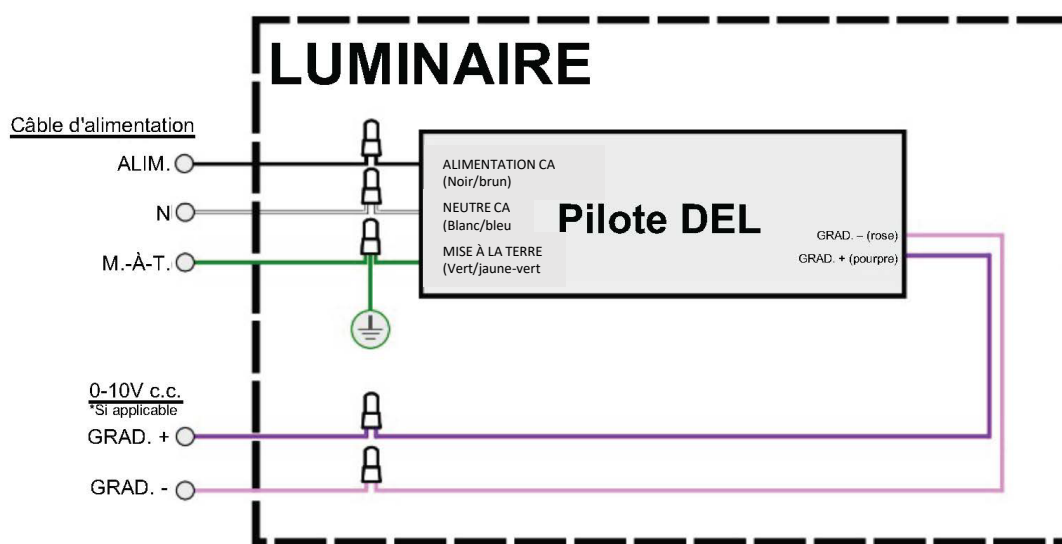 LUMINAIRE
Câble d'alimentation
ALIM.
N
M.-À-T.
ALIMENTATION CA
(Noir/brun)
NEUTRE CA
(Blanc/bleu
MISE À LA TERRE
(Vert/jaune-vert
Pilote DEL
GRAD. – (rose)
GRAD. + (pourpre)
0-10V c.c.
*Si applicable
GRAD. +
GRAD. -